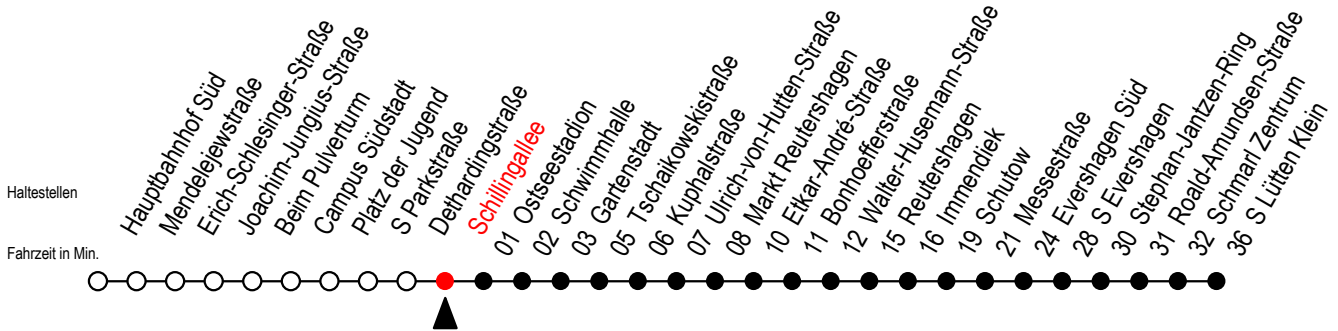 Haltestellen
Fahrzeit in Min.
Hauptbahnhof Süd
Mendelejewstraße
Erich-Schlesinger-Straße
Joachim-Jungius-Straße
Beim Pulverturm
Campus Südstadt
Platz der Jugend
S Parkstraße
Dethardingstraße
Schillingallee
01 Ostseestadion
02 Schwimmhalle
03 Gartenstadt
05 Tschaikowskistraße
06 Kuphalstraße
07 Ulrich-von-Hutten-Straße
08 Markt Reutershagen
10 Etkar-André-Straße
11 Bonhoefferstraße
12 Walter-Husemann-Straße
15 Reutershagen
16 Immendiek
19 Schutow
21 Messestraße
24 Evershagen Süd
28 S Evershagen
30 Stephan-Jantzen-Ring
31 Roald-Amundsen-Straße
32 Schmarl Zentrum
36 S Lütten Klein